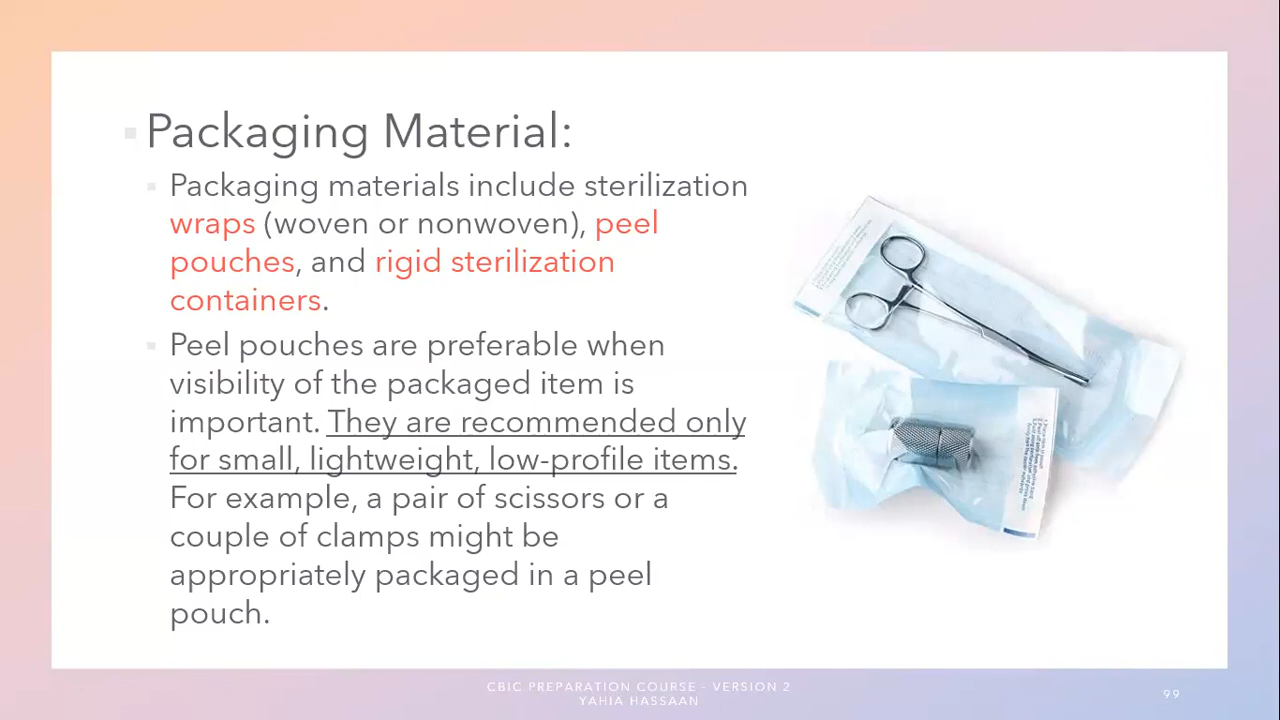 Packaging Material:
Packaging materials include sterilization
wraps (woven or nonwoven), peel
pouches, and rigid sterilization
containers.
Peel pouches are preferable when
visibility of the packaged item is
important. They are recommended only
for small, lightweight, low-profile items.
For example, a pair of scissors or a
couple of clamps might be
appropriately packaged in a peel
pouch.
CBIC PREPARATION COURSE - VERSION 2
YAHIA HASSAAN
99